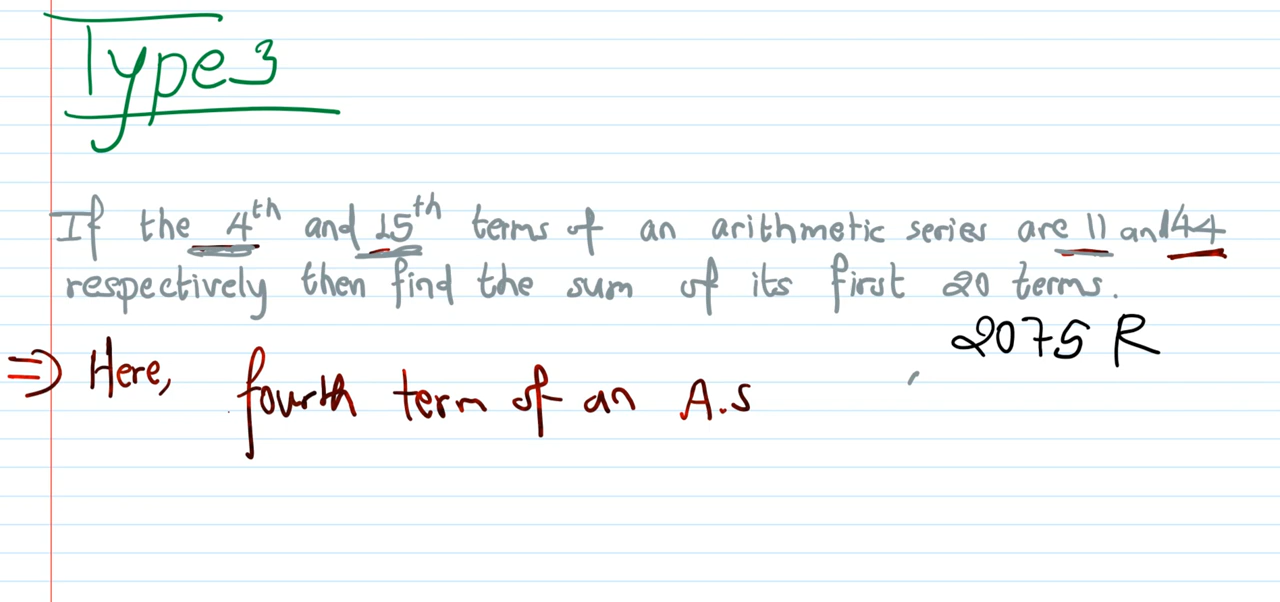 Type 3
If the 4th and 15th terms of an arithmetic series are 11 and 44
respectively then find the sum of its first 20 terms.
2075 R
⇒ Here, fourth term of an A.S